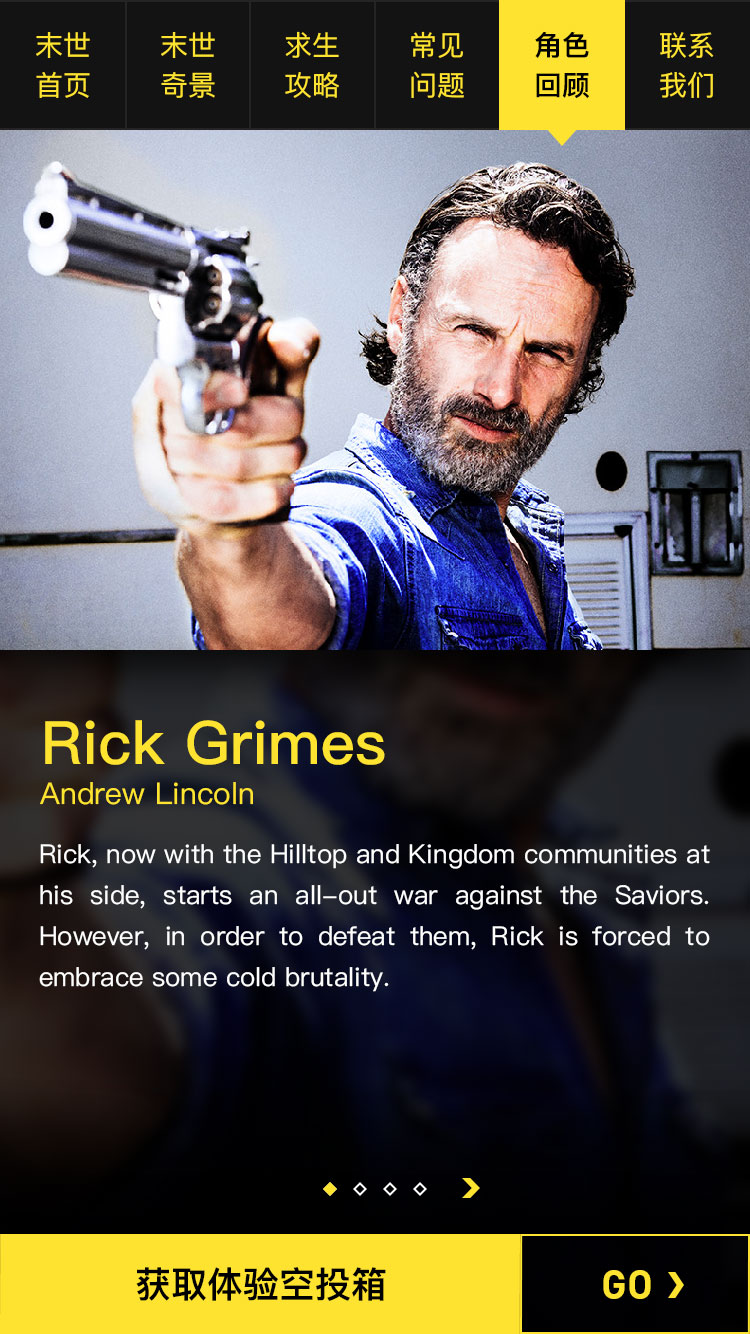 末世 末世 求生 常见 角色 联系
首页 奇景 攻略 问题 回顾 我们
Rick Grimes
Andrew Lincoln
Rick, now with the Hilltop and Kingdom communities at
his side, starts an all–out war against the Saviors.
However, in order to defeat them, Rick is forced to
embrace some cold brutality.
获取体验空投箱 GO